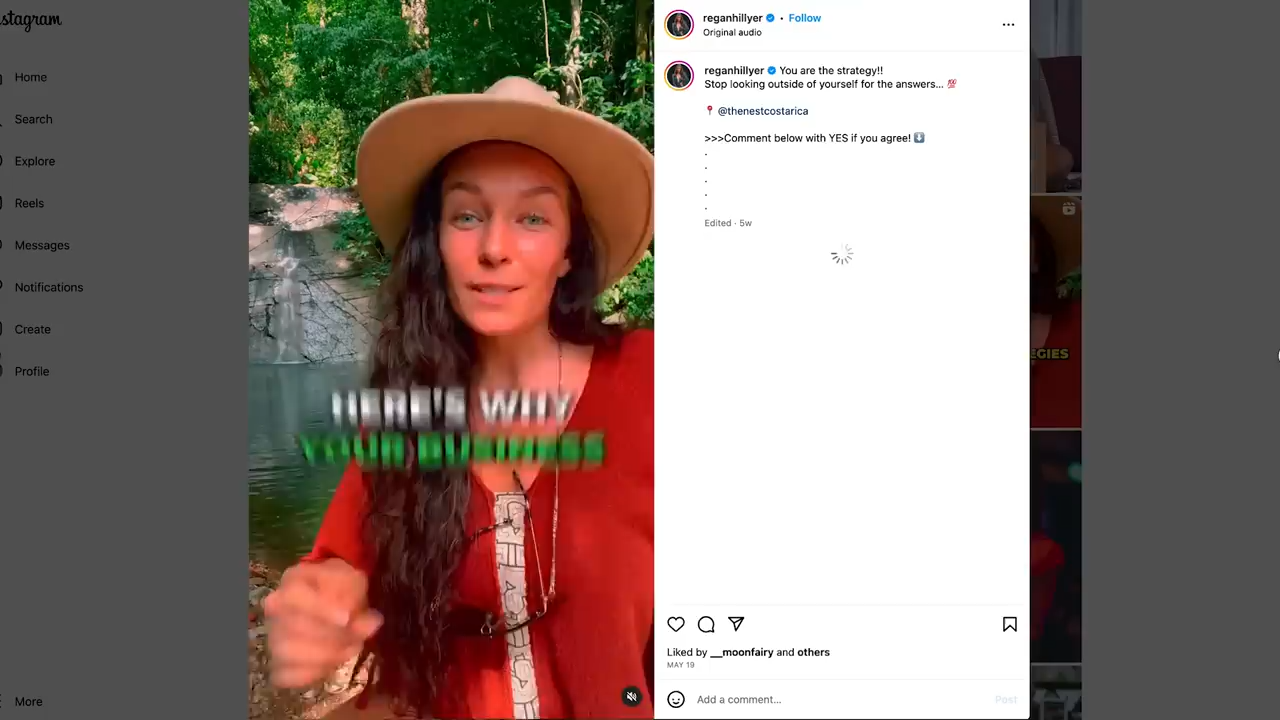 stagram
Home
Search
Explore
Reels
Messages
Notifications
Create
Profile
More
HERE'S WHY
YOUR BUSINESS
reganhillyer • Follow
Original audio
reganhillyer You are the strategy!!
Stop looking outside of yourself for the answers... 💯
📍 @thenestcostarica
>>>Comment below with YES if you agree! ⬇️
.
.
.
.
.
Edited · 5w
Liked by __moonfairy and others
MAY 19
Add a comment...
Post
EGIES